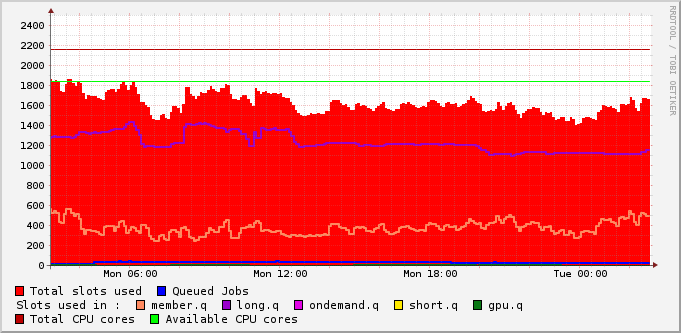 2400
2200
2000
1800
1600
1400
1200
1000
800
600
400
200
0
Mon 06:00 Mon 12:00 Mon 18:00 Tue 00:00
Total slots used Queued Jobs
Slots used in : member.q long.q ondemand.q short.q gpu.q
Total CPU cores Available CPU cores
RRDTOOL / TOBI OETIKER